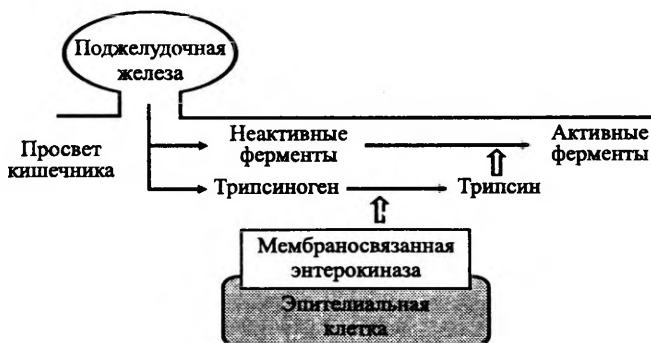 Поджелудочная
железа
Просвет
кишечника
Неактивные
ферменты
Активные
ферменты
Трипсиноген
Трипсин
Мембраносвязанная
энтерокиназа
Эпителиальная
клетка